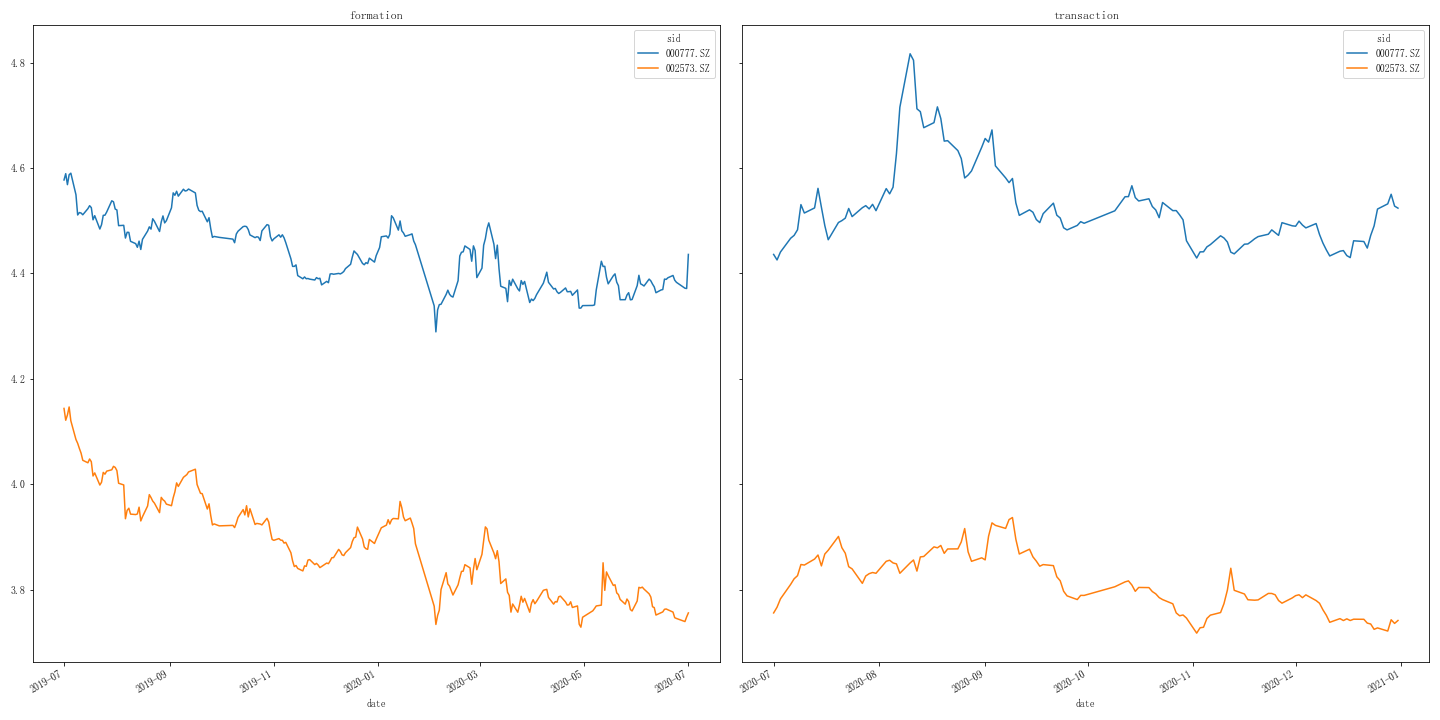 formation
sid
000777.SZ
002573.SZ
4.8
4.6
4.4
4.2
4.0
3.8
2019-07
2019-09
2019-11
2020-01
2020-03
2020-05
2020-07
date
transaction
sid
000777.SZ
002573.SZ
2020-07
2020-08
2020-09
2020-10
2020-11
2020-12
2021-01
date